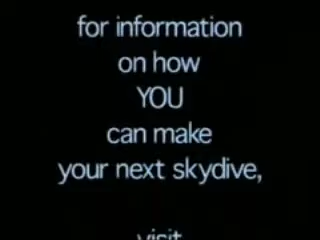 for information
on how
YOU
can make
your next skydive,
visit